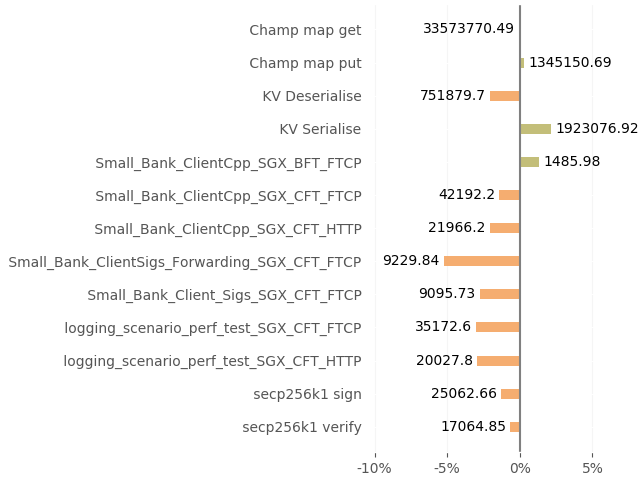 Champ map get 33573770.49
Champ map put 1345150.69
KV Deserialise 751879.7
KV Serialise 1923076.92
Small_Bank_ClientCpp_SGX_BFT_FTCP 1485.98
Small_Bank_ClientCpp_SGX_CFT_FTCP 42192.2
Small_Bank_ClientCpp_SGX_CFT_HTTP 21966.2
Small_Bank_ClientSigs_Forwarding_SGX_CFT_FTCP 9229.84
Small_Bank_Client_Sigs_SGX_CFT_FTCP 9095.73
logging_scenario_perf_test_SGX_CFT_FTCP 35172.6
logging_scenario_perf_test_SGX_CFT_HTTP 20027.8
secp256k1 sign 25062.66
secp256k1 verify 17064.85
-10% -5% 0% 5%